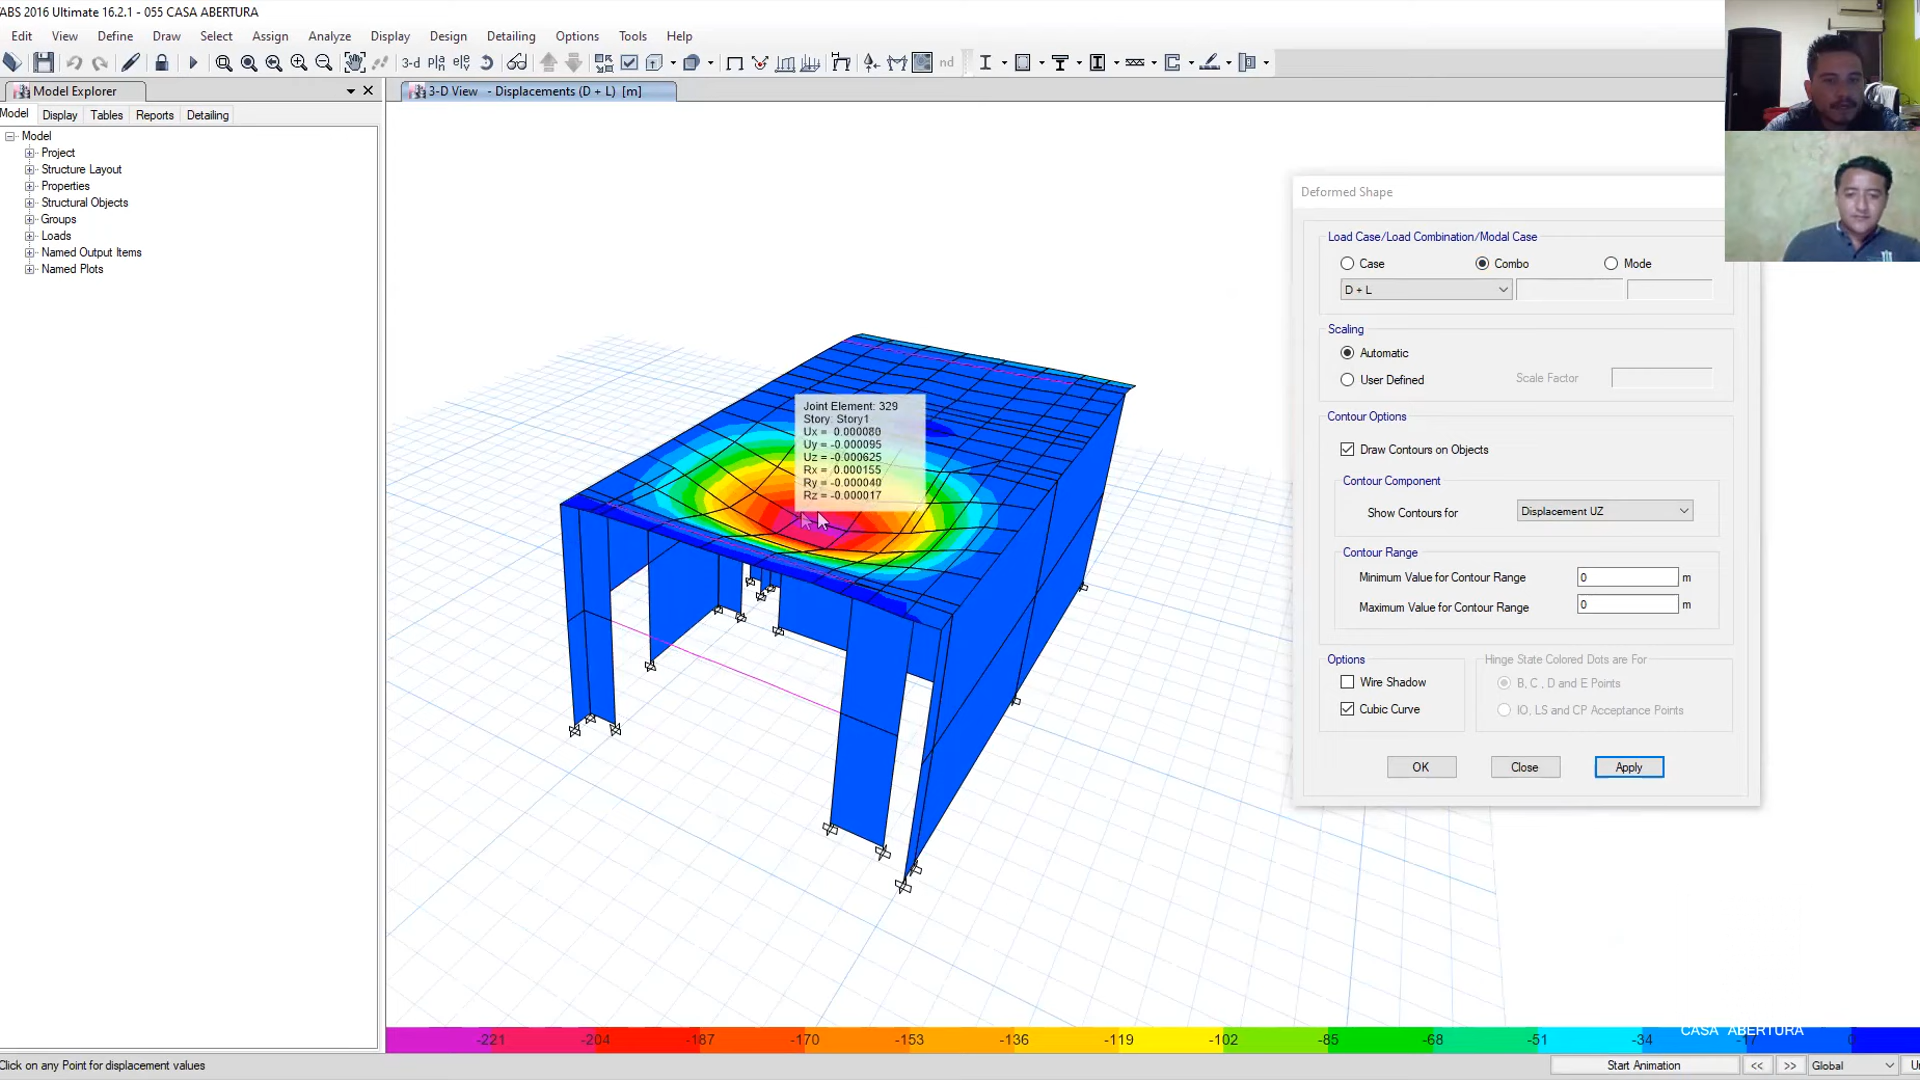 TABS 2016 Ultimate 16.2.1 - 055 CASA ABERTURA
Edit View Define Draw Select Assign Analyze Display Design Detailing Options Tools Help
3-d Plan elev nd
Model Explorer
3-D View - Displacements (D + L) [m]
Model Display Tables Reports Detailing
Model
Project
Structure Layout
Properties
Structural Objects
Groups
Loads
Named Output Items
Named Plots
Joint Element: 329
Story: Story1
Ux = 0.000080
Uy = -0.000095
Uz = -0.000625
Rx = 0.000155
Ry = -0.000040
Rz = -0.000017
Deformed Shape
Load Case/Load Combination/Modal Case
Case Combo Mode
D + L
Scaling
Automatic
User Defined Scale Factor
Contour Options
Draw Contours on Objects
Contour Component
Show Contours for Displacement UZ
Contour Range
Minimum Value for Contour Range 0 m
Maximum Value for Contour Range 0 m
Options
Wire Shadow
Cubic Curve
Hinge State Colored Dots are For
B, C, D and E Points
IO, LS and CP Acceptance Points
OK Close Apply
CASA ABERTURA
-221 -204 -187 -170 -153 -136 -119 -102 -85 -68 -51 -34 -17 0
Click on any Point for displacement values
Start Animation << >> Global